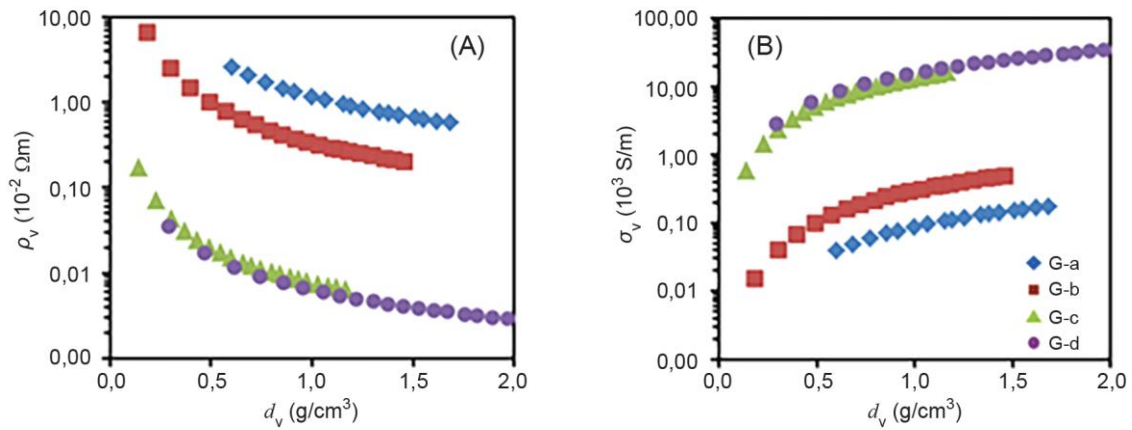 (A)
ρv (10-2 Ωm)
10,00
1,00
0,10
0,01
0,00
0,0
0,5
1,0
1,5
2,0
dv (g/cm3)
(B)
σv (103 S/m)
100,00
10,00
1,00
0,10
0,01
0,00
0,0
0,5
1,0
1,5
2,0
dv (g/cm3)
G-a
G-b
G-c
G-d